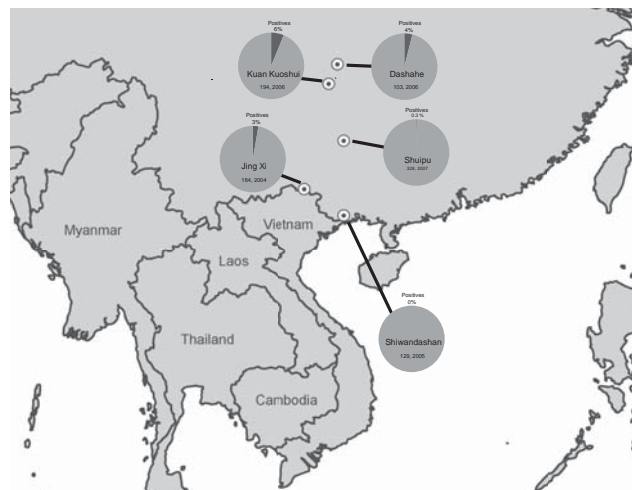 Positives
6%
Kuan Kuoshui
194, 2006
Positives
4%
Dashahe
103, 2006
Positives
3%
Jing Xi
184, 2004
Positives
0.3 %
Shuipu
328, 2007
Myanmar
Vietnam
Laos
Positives
0%
Shiwandashan
129, 2005
Thailand
Cambodia